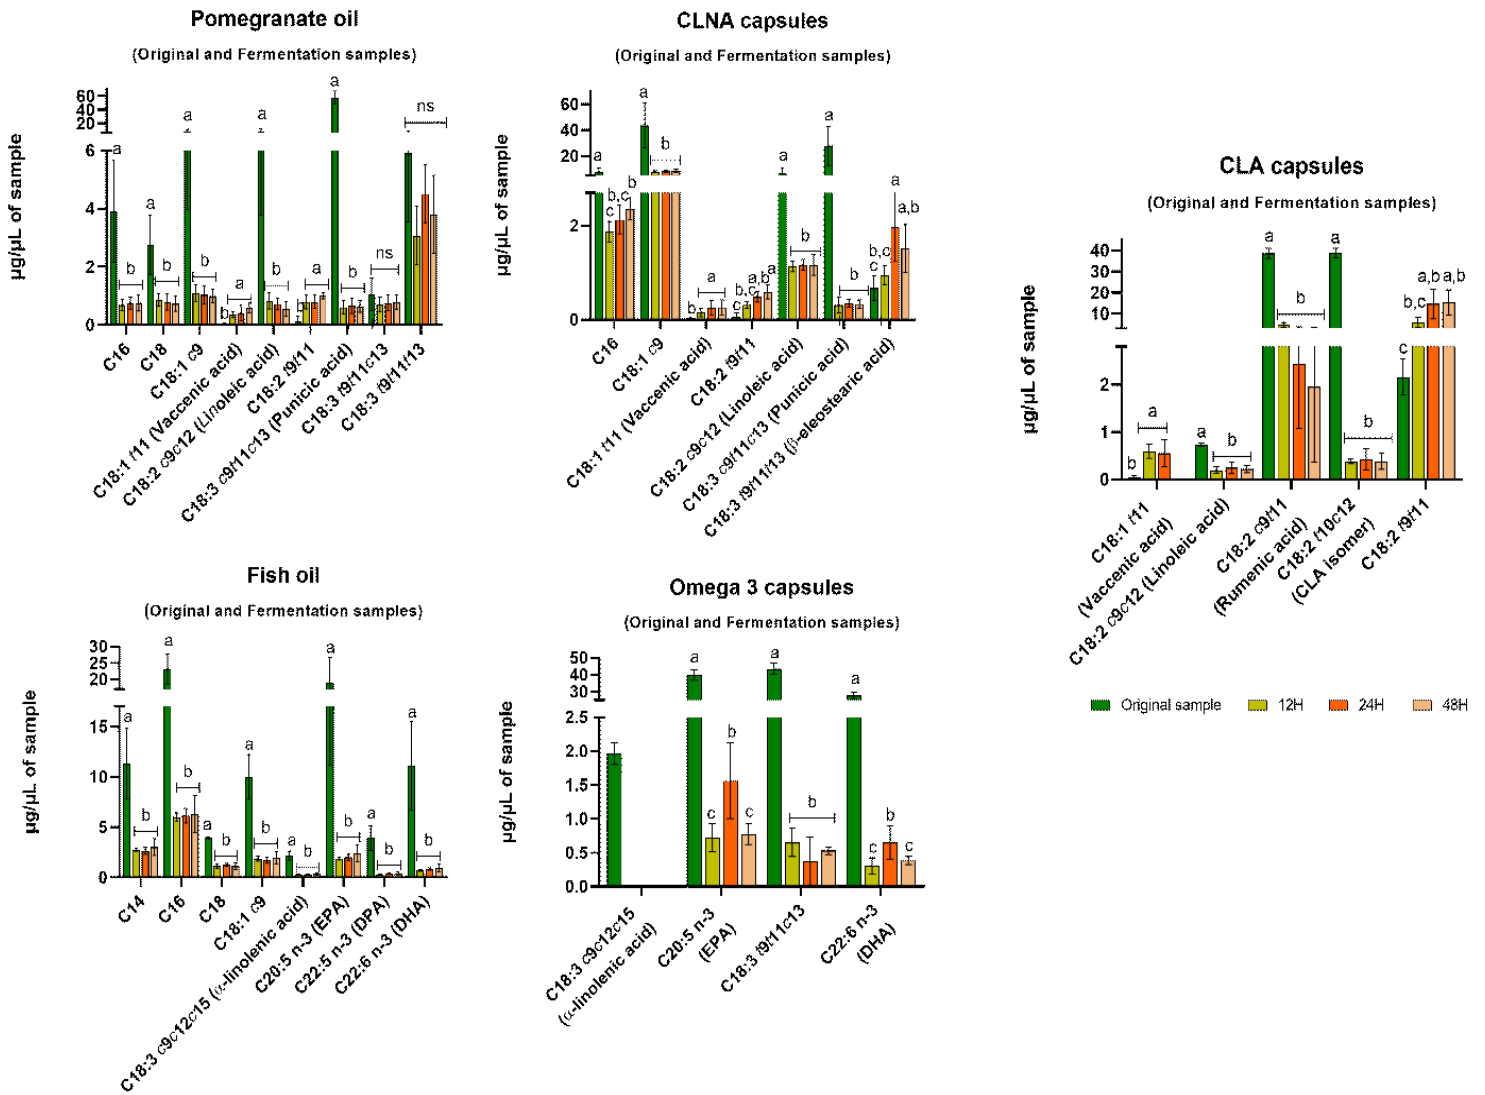 Pomegranate oil
(Original and Fermentation samples)
µg/µL of sample
60
40
20
6
4
2
0
a
b
a
b
a
b
b
a
a
b
a
a
b
ns
ns
C16
C18
C18:1 c9
C18:1 t11 (Vaccenic acid)
C18:2 c9c12 (Linoleic acid)
C18:2 t9t11
C18:3 c9t11c13 (Punicic acid)
C18:3 t9t11c13
C18:3 t9t11t13
CLNA capsules
(Original and Fermentation samples)
µg/µL of sample
60
40
20
2
0
a
b,
c
b,c
b
a
b
b
a
b,
c
b,c
a,b
a
a
b
a
b
b,
c
b,c
a
a,b
C16
C18:1 c9
C18:1 t11 (Vaccenic acid)
C18:2 t9t11
C18:2 c9c12 (Linoleic acid)
C18:3 c9t11c13 (Punicic acid)
C18:3 t9t11t13 (β-eleostearic acid)
CLA capsules
(Original and Fermentation samples)
µg/µL of sample
40
30
20
10
2
1
0
b
a
a
b
a
b
a
b
c
b,c
a,b
a,b
C18:1 t11
(Vaccenic acid)
C18:2 c9c12 (Linoleic acid)
C18:2 c9t11
(Rumenic acid)
C18:2 t10c12
(CLA isomer)
C18:2 t9t11
Original sample
12H
24H
48H
Fish oil
(Original and Fermentation samples)
µg/µL of sample
30
25
20
15
10
5
0
a
b
a
b
a
b
a
b
a
b
a
b
a
b
a
b
C14
C16
C18
C18:1 c9
C18:3 c9c12c15 (α-linolenic acid)
C20:5 n-3 (EPA)
C22:5 n-3 (DPA)
C22:6 n-3 (DHA)
Omega 3 capsules
(Original and Fermentation samples)
µg/µL of sample
50
40
30
2.5
2.0
1.5
1.0
0.5
0.0
a
c
b
c
a
b
a
c
b
c
C18:3 c9c12c15
(α-linolenic acid)
C20:5 n-3
(EPA)
C18:3 t9t11c13
C22:6 n-3
(DHA)